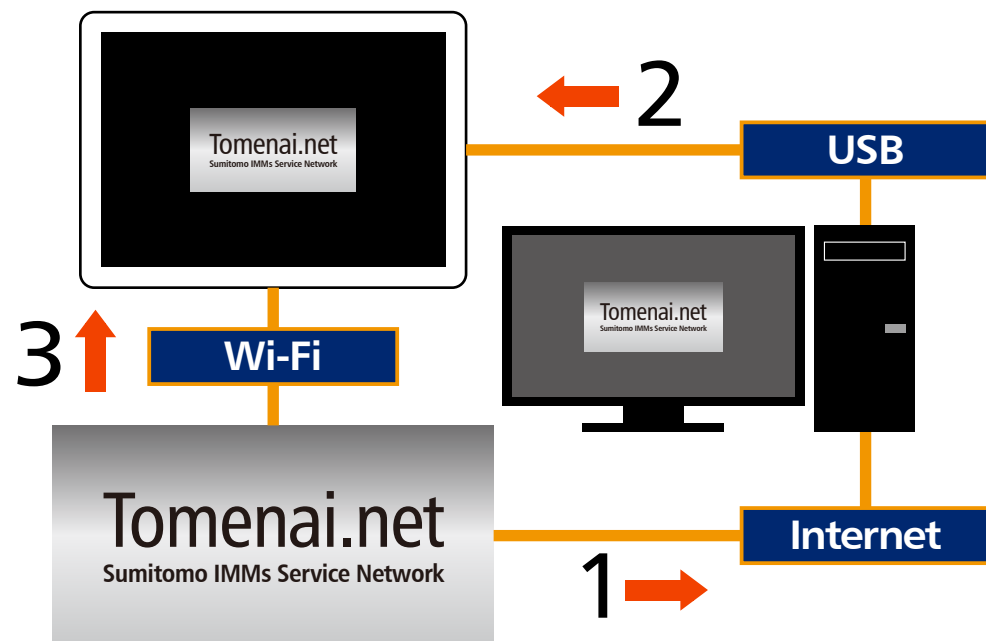 2
Tomenai.net
Sumitomo IMMs Service Network
USB
Tomenai.net
Sumitomo IMMs Service Network
3
Wi-Fi
Tomenai.net
Sumitomo IMMs Service Network
Internet
1